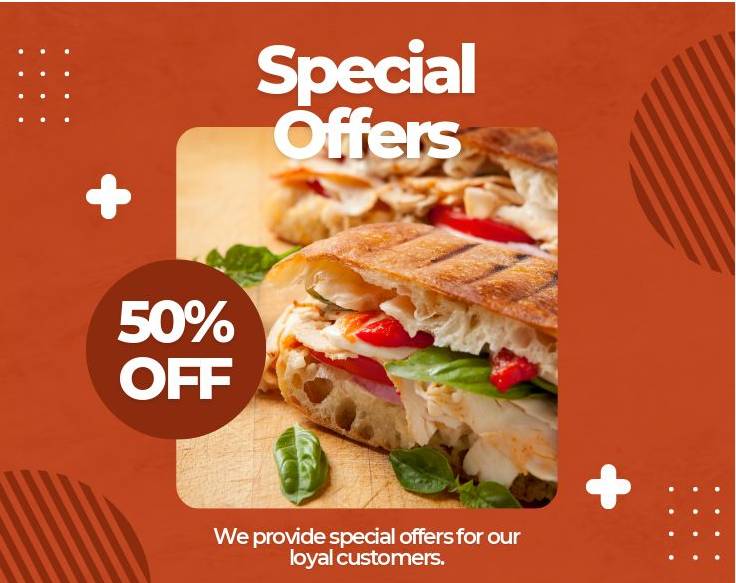 Special
Offers
50%
OFF
We provide special offers for our
loyal customers.